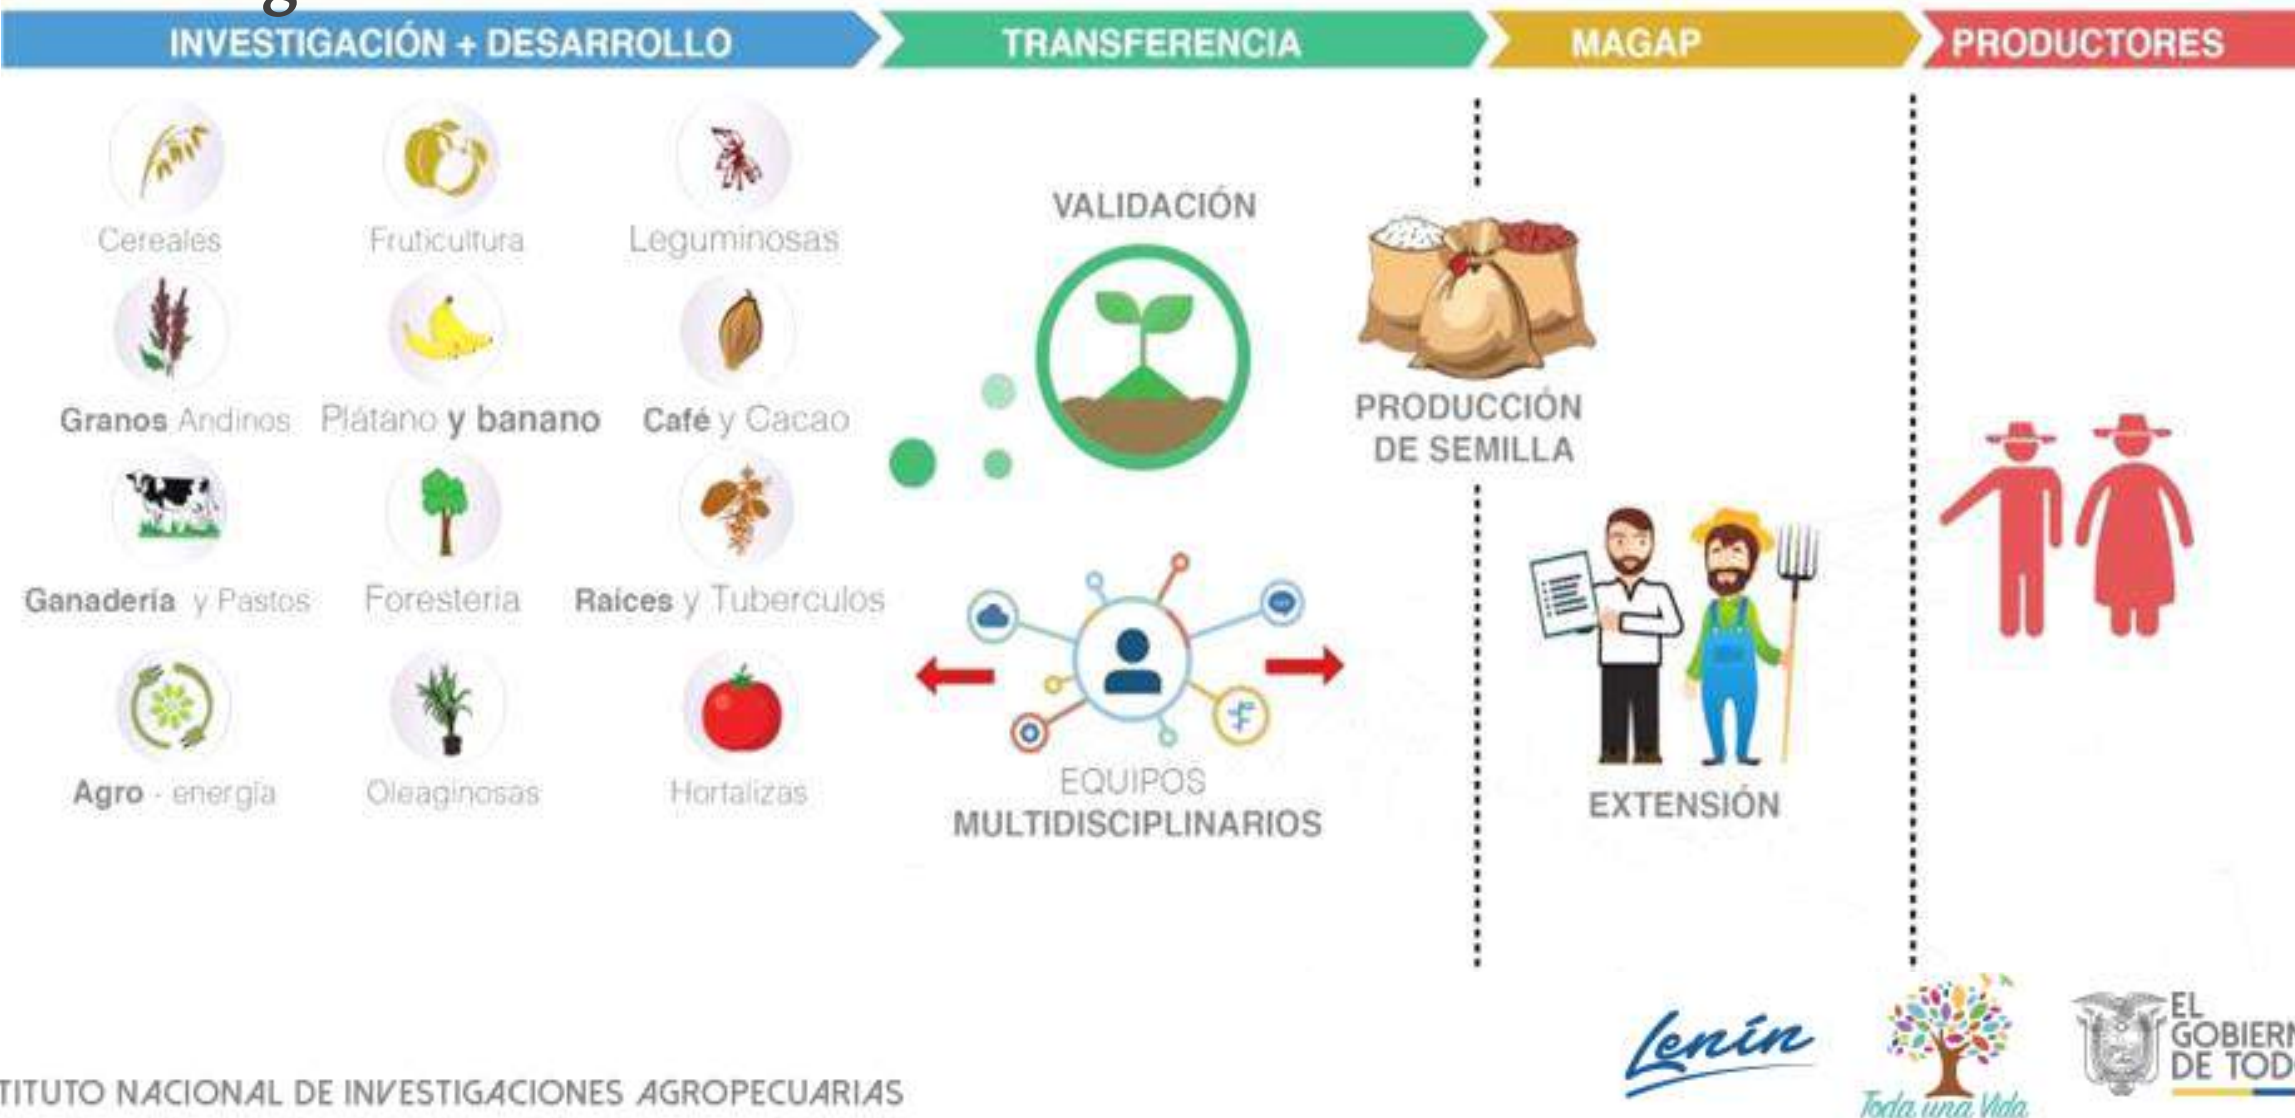 INVESTIGACIÓN + DESARROLLO
TRANSFERENCIA
MAGAP
PRODUCTORES
Cereales
Fruticultura
Leguminosas
Granos Andinos
Plátano y banano
Café y Cacao
Ganadería y Pastos
Foresteria
Raices y Tuberculos
Agro - energía
Oleaginosas
Hortalizas
VALIDACIÓN
EQUIPOS
MULTIDISCIPLINARIOS
PRODUCCIÓN
DE SEMILLA
EXTENSIÓN
TITUTO NACIONAL DE INVESTIGACIONES AGROPECUARIAS
Lenín
Toda una Vida
EL
GOBIERN
DE TOD